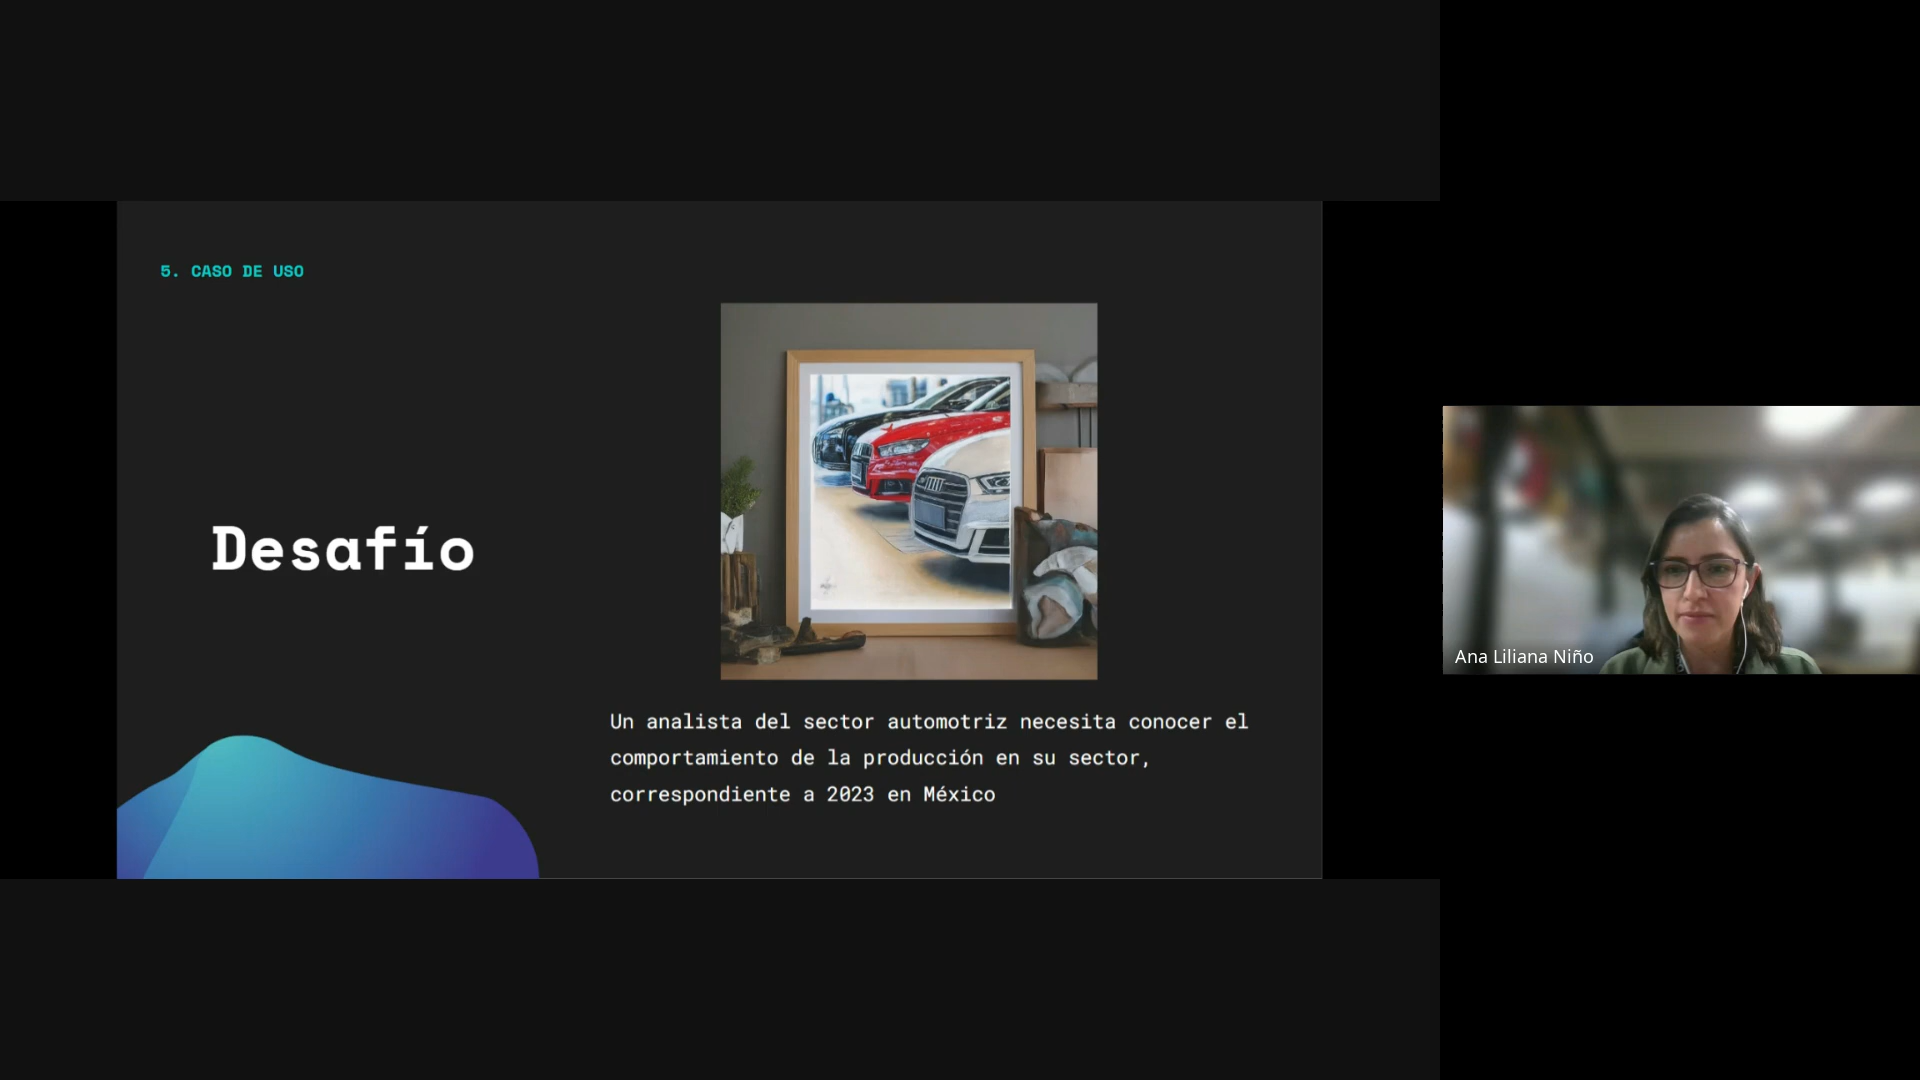 5. CASO DE USO
Desafío
Un analista del sector automotriz necesita conocer el
comportamiento de la producción en su sector,
correspondiente a 2023 en México
Ana Liliana Niño